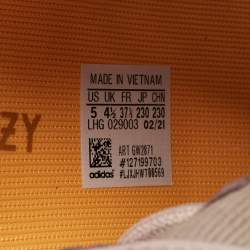 MADE IN VIETNAM
US UK FR JP CHN
5 4½ 37⅓ 230 230
LHG 029003 02/21
ZY
ART GW2871
#127199703
adidas